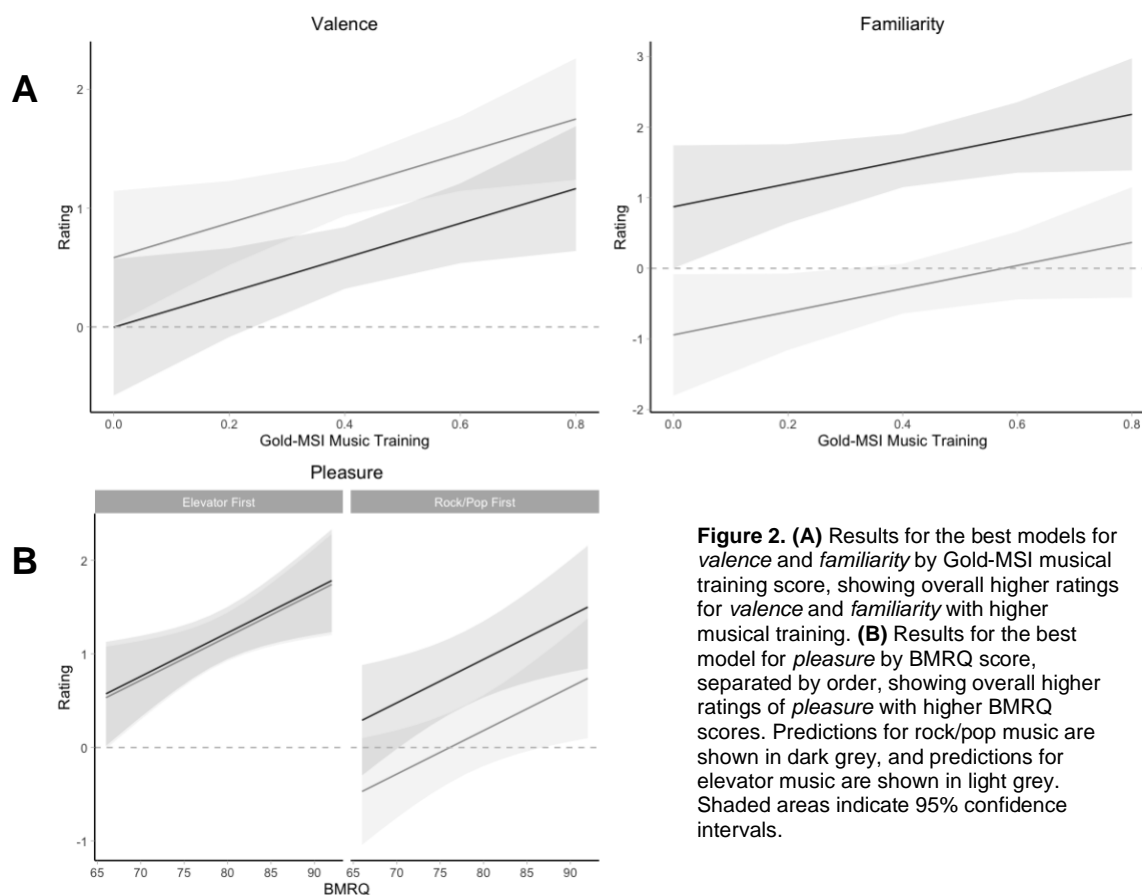 A
Valence
Rating
2
1
0
0.0 0.2 0.4 0.6 0.8
Gold-MSI Music Training
Familiarity
Rating
3
2
1
0
-1
-2
0.0 0.2 0.4 0.6 0.8
Gold-MSI Music Training
B
Pleasure
Elevator First Rock/Pop First
Rating
2
1
0
-1
65 70 75 80 85 90 65 70 75 80 85 90
BMRQ
Figure 2. (A) Results for the best models for
valence and familiarity by Gold-MSI musical
training score, showing overall higher ratings
for valence and familiarity with higher
musical training. (B) Results for the best
model for pleasure by BMRQ score,
separated by order, showing overall higher
ratings of pleasure with higher BMRQ
scores. Predictions for rock/pop music are
shown in dark grey, and predictions for
elevator music are shown in light grey.
Shaded areas indicate 95% confidence
intervals.